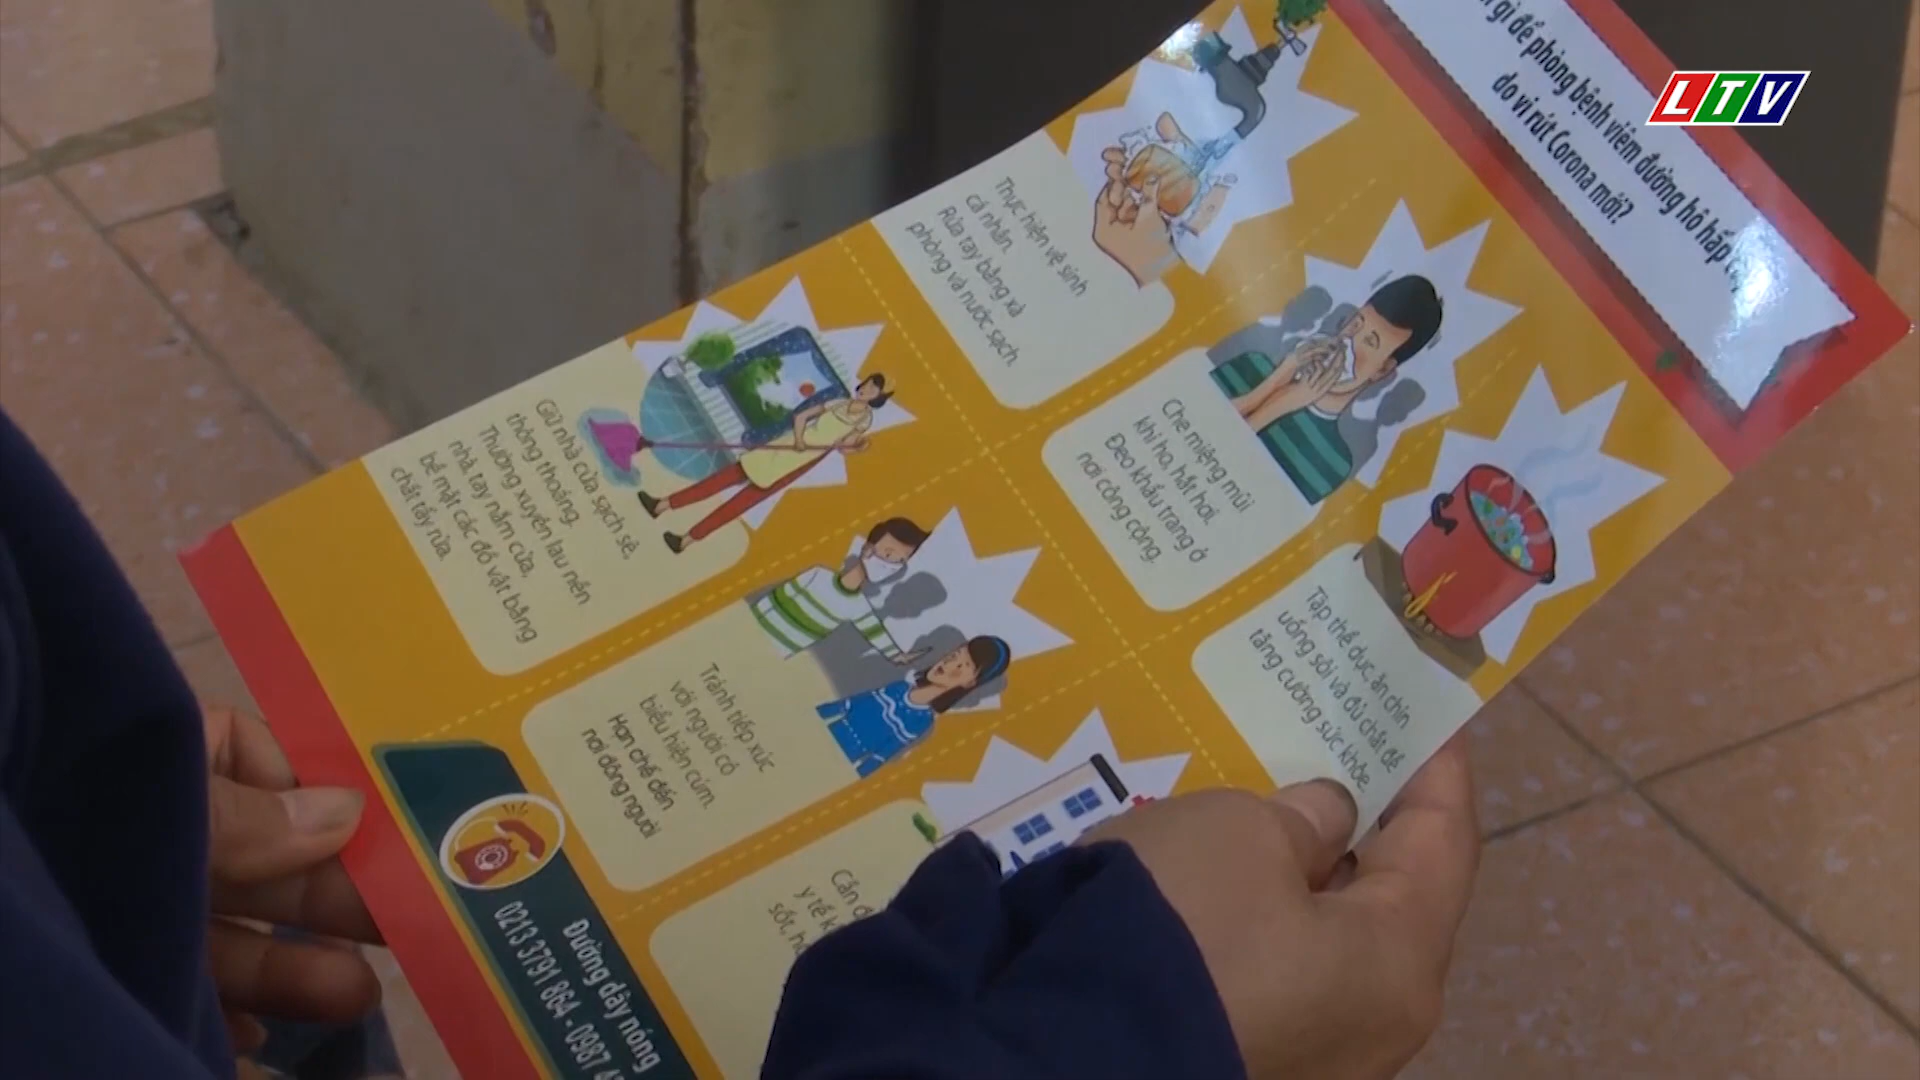 LTV
gì để phòng bệnh viêm đường hô hấp
do vi rút Corona mới?
Thực hiện vệ sinh
cá nhân.
Rửa tay bằng xà
phòng và nước sạch.
Che miệng mũi
khi ho, hắt hơi.
Đeo khẩu trang ở
nơi công cộng.
Tập thể dục, ăn chín
uống sôi và đủ chất để
tăng cường sức khỏe.
Giữ nhà cửa sạch sẽ,
thông thoáng.
Thường xuyên lau nền
nhà, tay nắm cửa,
bề mặt các đồ vật bằng
chất tẩy rửa.
Tránh tiếp xúc
với người có
biểu hiện cúm.
Hạn chế đến
nơi đông người
Cần
y tế
sốt,
Đường dây nóng
0213 3791 864 - 0987